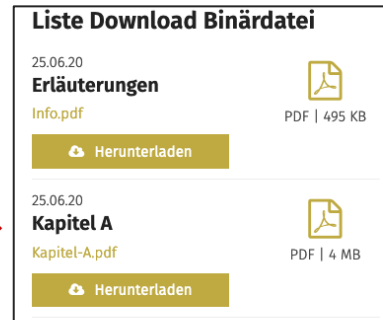 Liste Download Binärdatei
25.06.20
Erläuterungen
Info.pdf
PDF | 495 KB
Herunterladen
25.06.20
Kapitel A
Kapitel-A.pdf
PDF | 4 MB
Herunterladen